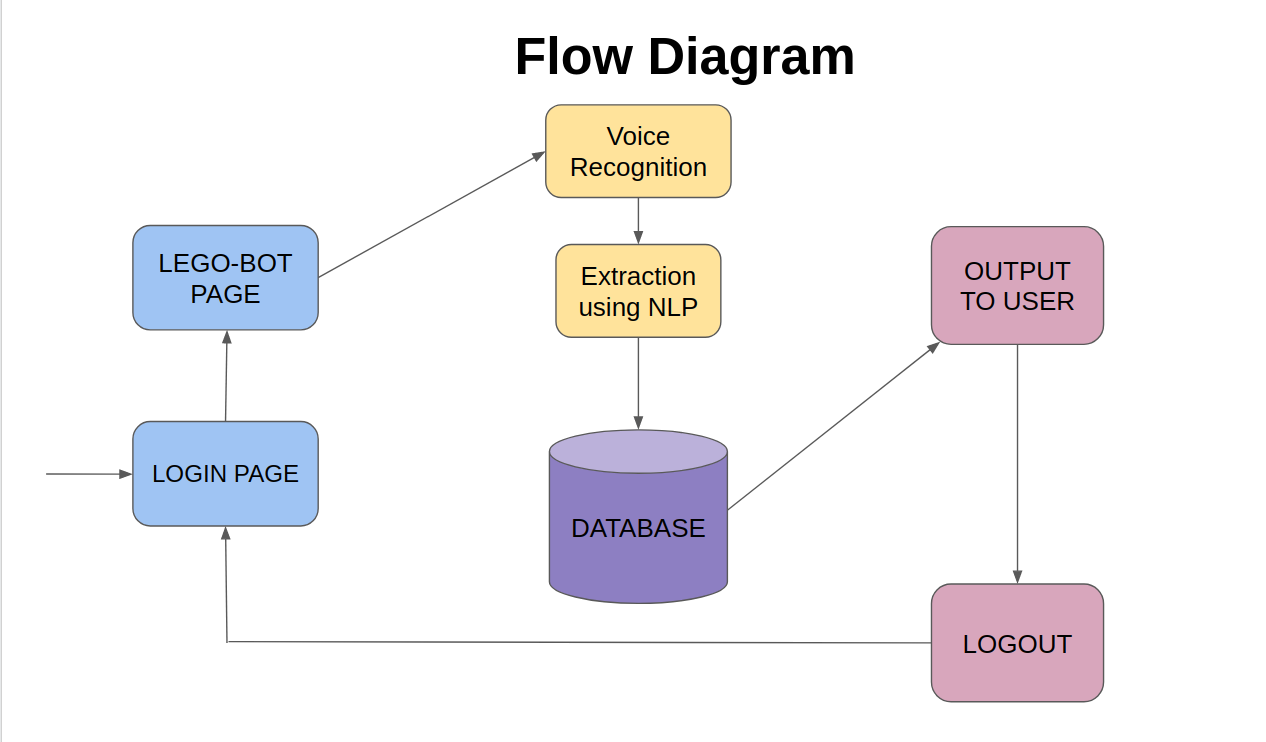 Flow Diagram
Voice
Recognition
LEGO-BOT
PAGE
Extraction
using NLP
OUTPUT
TO USER
LOGIN PAGE
DATABASE
LOGOUT